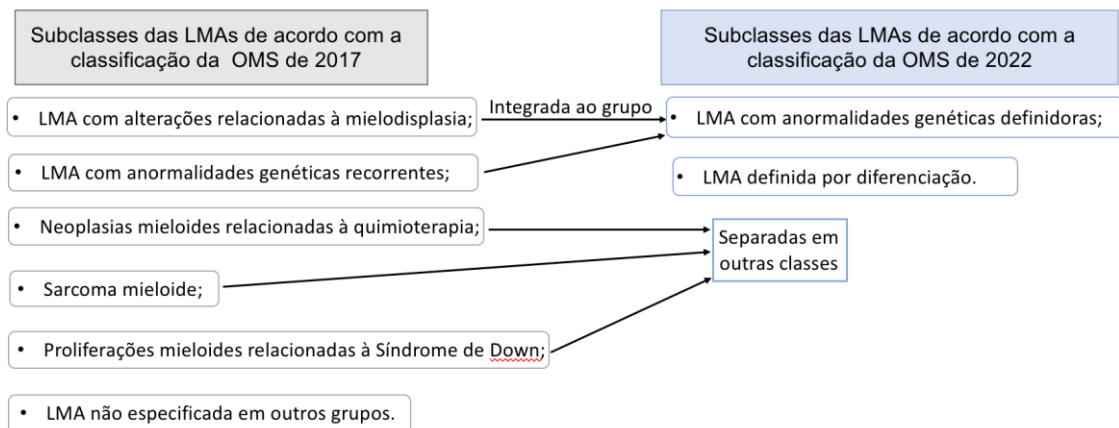 Subclasses das LMAs de acordo com a
classificação da OMS de 2017
Subclasses das LMAs de acordo com a
classificação da OMS de 2022
• LMA com alterações relacionadas à mielodisplasia;
Integrada ao grupo
• LMA com anormalidades genéticas definidoras;
• LMA com anormalidades genéticas recorrentes;
• LMA definida por diferenciação.
• Neoplasias mieloides relacionadas à quimioterapia;
Separadas em
outras classes
• Sarcoma mieloide;
• Proliferações mieloides relacionadas à Síndrome de Down;
• LMA não especificada em outros grupos.